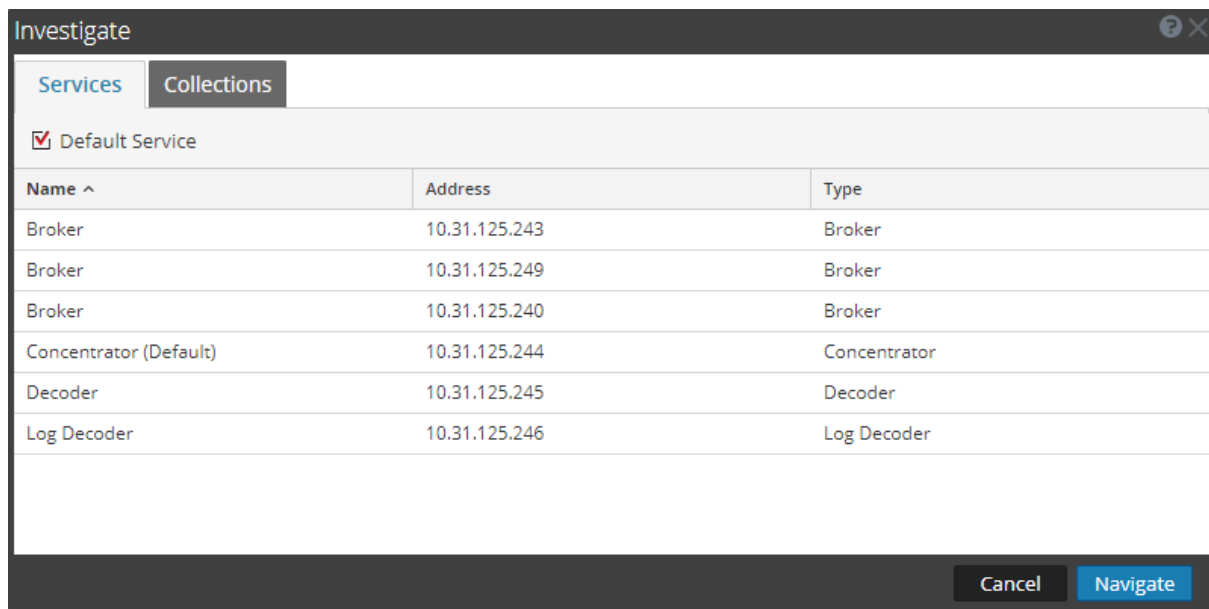 Investigate
Services Collections
Default Service
Name Address Type
Broker 10.31.125.243 Broker
Broker 10.31.125.249 Broker
Broker 10.31.125.240 Broker
Concentrator (Default) 10.31.125.244 Concentrator
Decoder 10.31.125.245 Decoder
Log Decoder 10.31.125.246 Log Decoder
Cancel Navigate